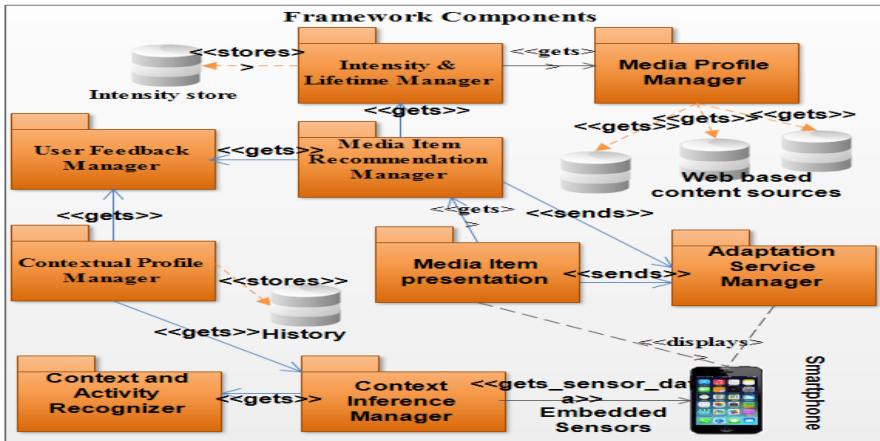 Framework Components
<<stores>
>
Intensity &
Lifetime Manager
<<gets>
>
Media Profile
Manager
Intensity store
<<gets>>
<<gets>>
<<gets>>
<<gets>>
User Feedback
Manager
<<gets>>
Media Item
Recommendation
Manager
Web based
content sources
<<gets>>
<<gets>
>
<<sends>>
Contextual Profile
Manager
<<stores>>
Media Item
presentation
<<sends>>
Adaptation
Service
Manager
<<gets>>
History
<<displays>
>
Context and
Activity
Recognizer
<<gets>>
Context
Inference
Manager
<<gets_sensor_dat
a>>
Embedded
Sensors
Smartphone